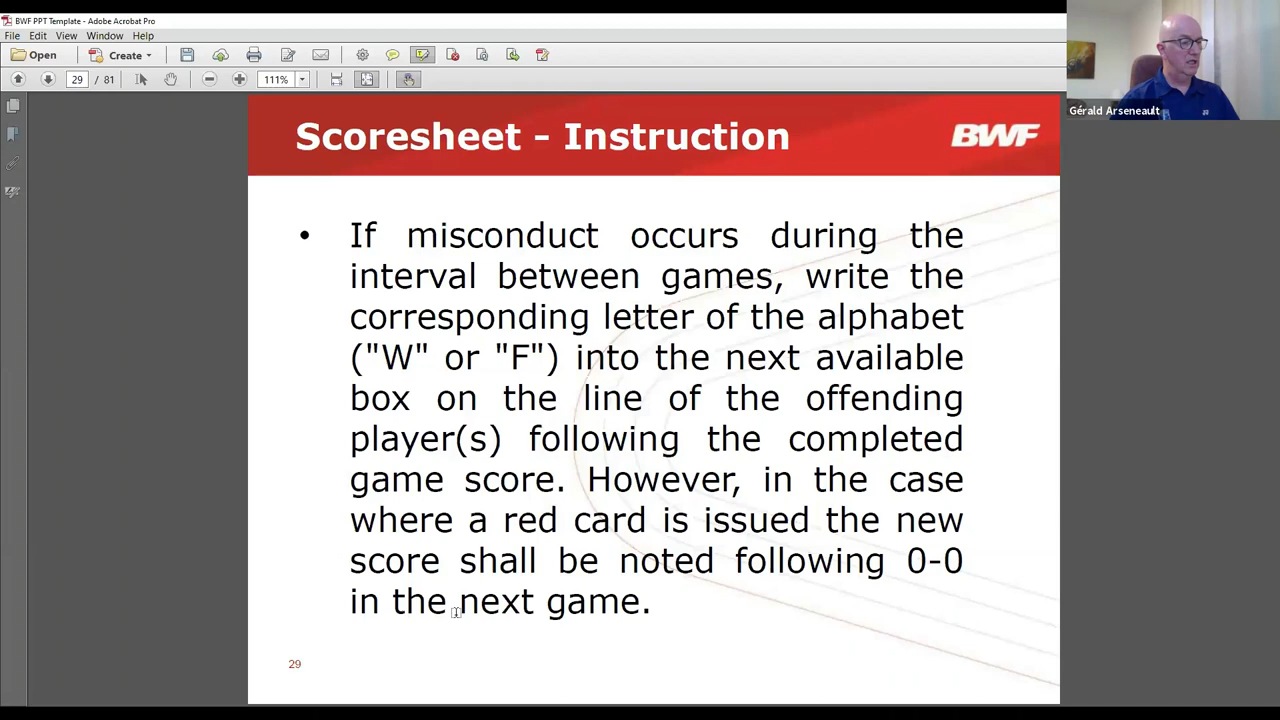 BWF PPT Template - Adobe Acrobat Pro
File Edit View Window Help
Open Create
29 / 81 111%
Gérald Arseneault
Scoresheet - Instruction
BWF
• If misconduct occurs during the
interval between games, write the
corresponding letter of the alphabet
("W" or "F") into the next available
box on the line of the offending
player(s) following the completed
game score. However, in the case
where a red card is issued the new
score shall be noted following 0-0
in the next game.
29